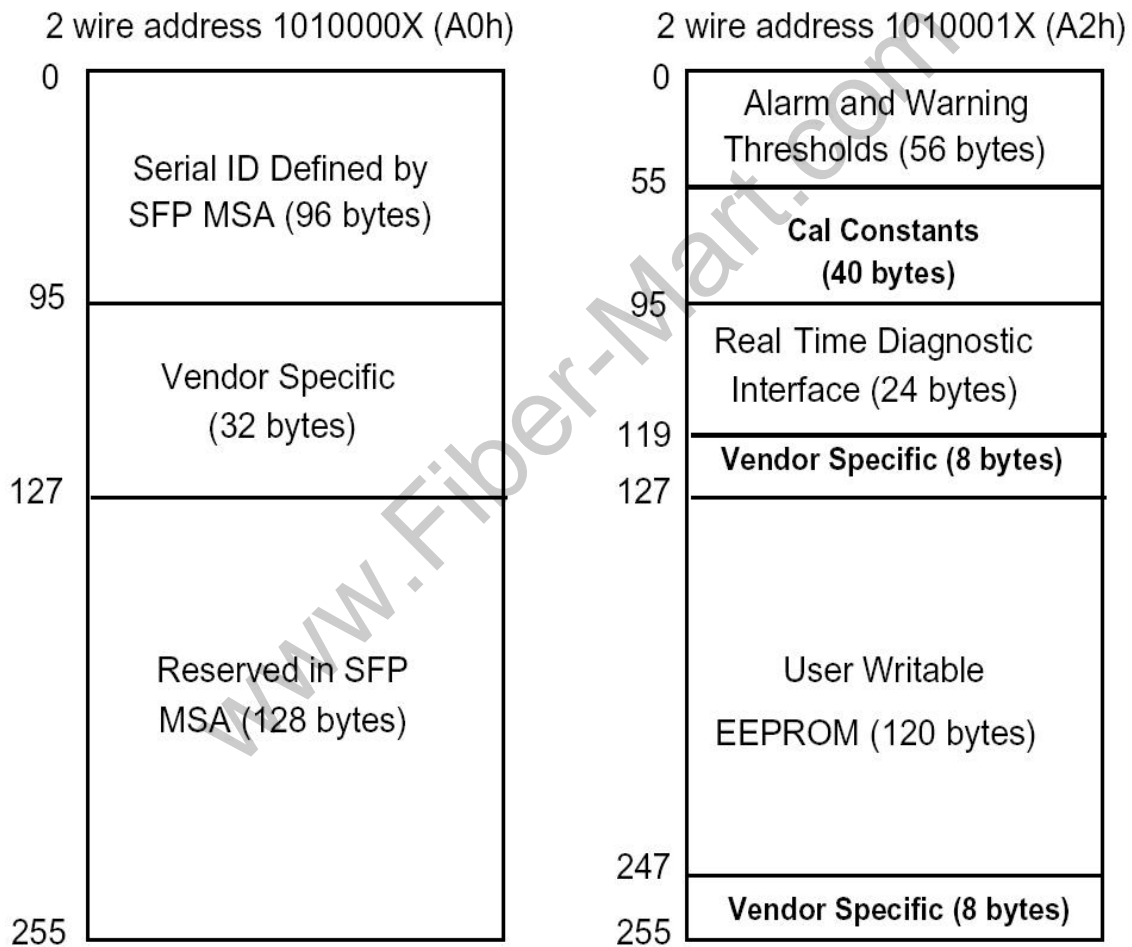 2 wire address 1010000X (A0h)
0
Serial ID Defined by
SFP MSA (96 bytes)
95
Vendor Specific
(32 bytes)
127
Reserved in SFP
MSA (128 bytes)
255
2 wire address 1010001X (A2h)
0
Alarm and Warning
Thresholds (56 bytes)
55
Cal Constants
(40 bytes)
95
Real Time Diagnostic
Interface (24 bytes)
119
Vendor Specific (8 bytes)
127
User Writable
EEPROM (120 bytes)
247
Vendor Specific (8 bytes)
255
www.Fiber-Mart.com